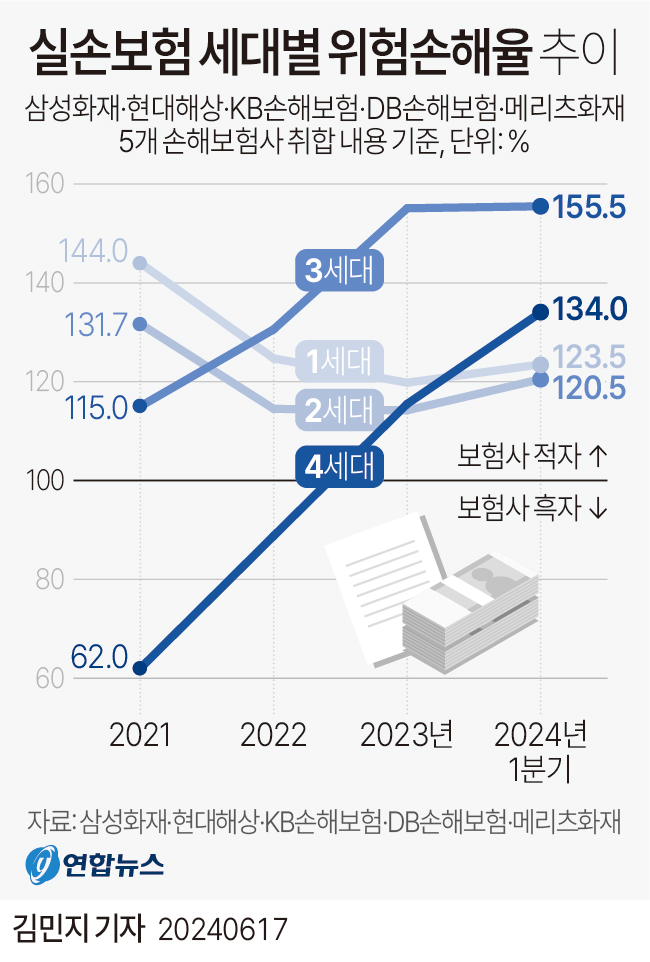 실손보험 세대별 위험손해율 추이
삼성화재·현대해상·KB손해보험·DB손해보험·메리츠화재
5개 손해보험사 취합 내용 기준, 단위: %
160
155.5
144.0
3세대
140
134.0
131.7
1세대
123.5
120
120.5
115.0
2세대
4세대
보험사 적자 ↑
100
보험사 흑자 ↓
80
62.0
60
2021
2022
2023년
2024년
1분기
자료: 삼성화재·현대해상·KB손해보험·DB손해보험·메리츠화재
연합뉴스
김민지 기자 20240617